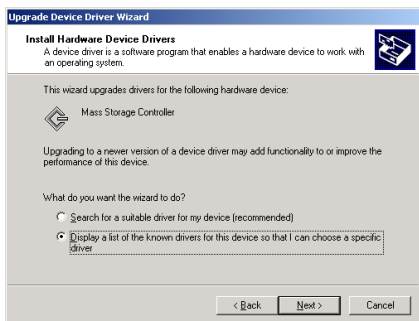 Upgrade Device Driver Wizard
Install Hardware Device Drivers
A device driver is a software program that enables a hardware device to work with
an operating system.
This wizard upgrades drivers for the following hardware device:
Mass Storage Controller
Upgrading to a newer version of a device driver may add functionality to or improve the
performance of this device.
What do you want the wizard to do?
Search for a suitable driver for my device (recommended)
Display a list of the known drivers for this device so that I can choose a specific
driver
< Back
Next >
Cancel